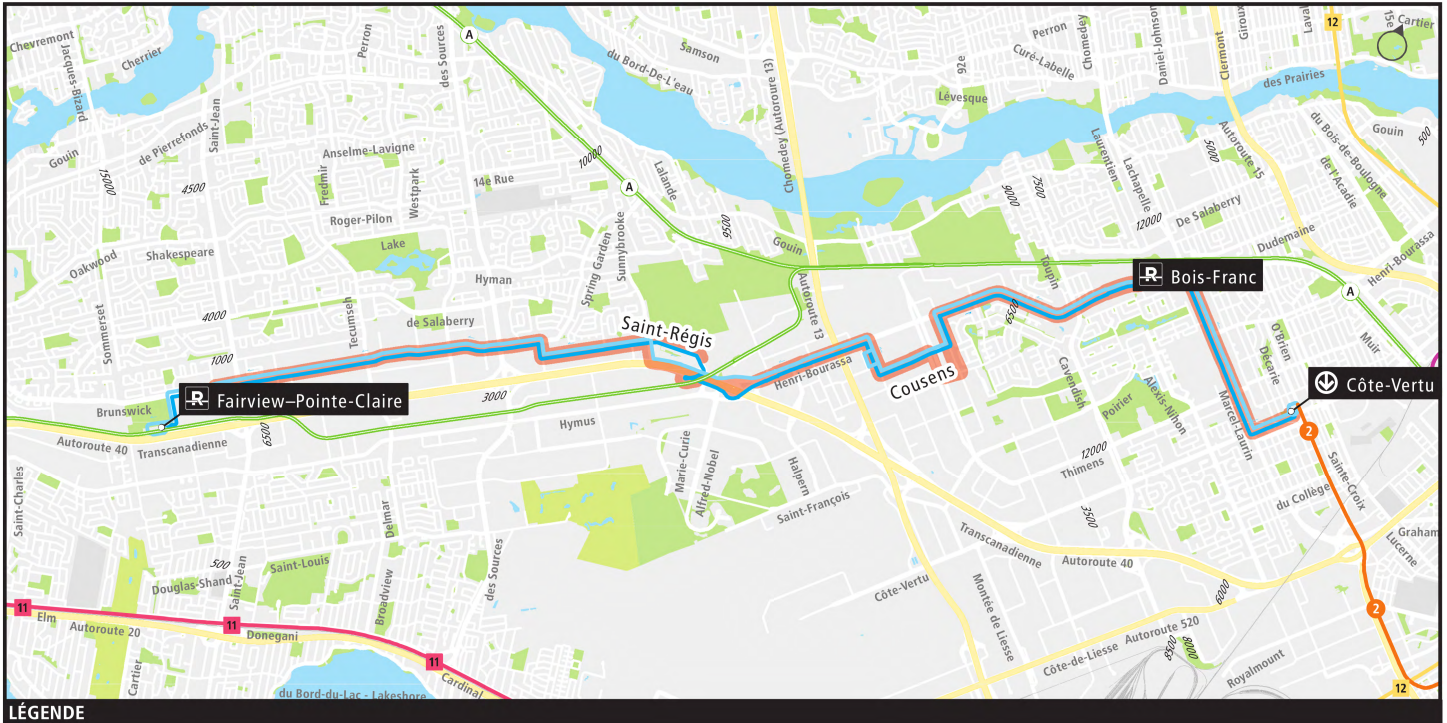 Chevremont
Jacques-Bizard
Cherrier
Perron
des Sources
A
Samson
du Bord-De-L'eau
Chomedey (Autoroute 13)
92e
Perron
Curé-Labelle
Chomedey
Daniel-Johnson
Clermont
Giroux
Laval
12
15e
Cartier
Lévesque
des Prairies
Gouin
15000
de Pierrefonds
Saint-Jean
4500
Anselme-Lavigne
Fredmir
Westpark
14e Rue
10000
A
Lalande
9500
Gouin
9000
7500
Laurentien
Lachapelle
5000
Autoroute 15
du Bois-de-Boulogne
de l'Acadie
Gouin
500
12000
De Salaberry
Dudemaine
Henri-Bourassa
Roger-Pilon
Lake
Oakwood
Shakespeare
Spring Garden
Sunnybrooke
Hyman
Sommerset
4000
Tecumseh
de Salaberry
1000
Saint-Régis
Autoroute 13
Toupin
6500
R Bois-Franc
A
Muir
O'Brien
Décarie
Henri-Bourassa
Cousens
Brunswick
R Fairview–Pointe-Claire
3000
Hymus
Autoroute 40
Transcanadienne
6500
Cavendish
Poirier
Alexis-Nihon
Marcel-Laurin
Côte-Vertu
2
12000
Thimens
3500
du Collège
Sainte-Croix
Graham
Lucerne
Saint-Charles
Marie-Curie
Alfred-Nobel
Halpern
Saint-François
Transcanadienne
Autoroute 40
Delmar
500
Saint-Louis
Douglas-Shand
Saint-Jean
Broadview
des Sources
Côte-Vertu
Montée de Liesse
6000
Autoroute 520
Côte-de-Liesse
8500
8000
Royalmount
2
12
11
Elm
Autoroute 20
11
Donegani
11
Cartier
Cardinal
du Bord-du-Lac - Lakeshore
LÉGENDE